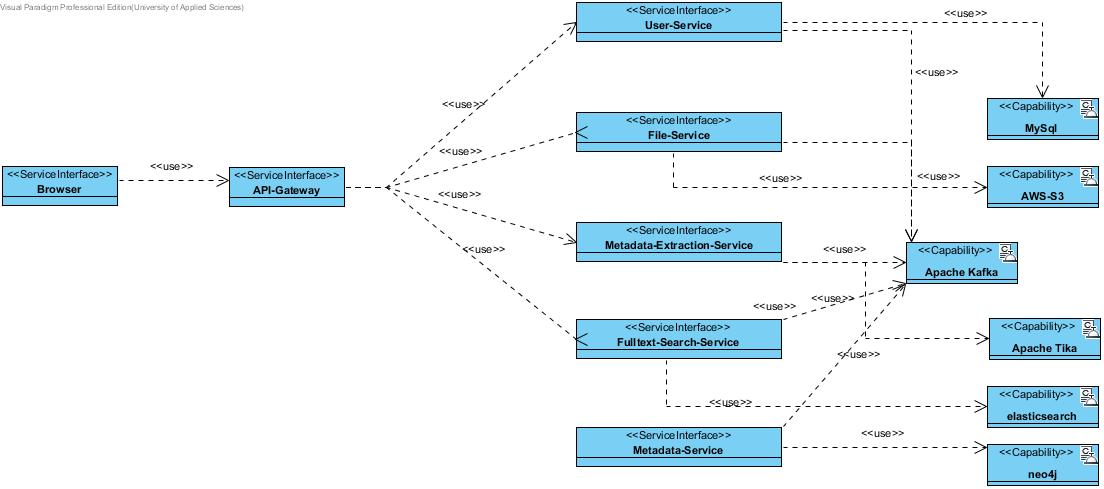 Visual Paradigm Professional Edition(University of Applied Sciences)
<<ServiceInterface>>
User-Service
<<use>>
<<use>>
<<use>>
<<Capability>>
MySql
<<ServiceInterface>>
File-Service
<<use>>
<<use>>
<<use>>
<<Capability>>
AWS-S3
<<use>>
<<ServiceInterface>>
Browser
<<ServiceInterface>>
API-Gateway
<<use>>
<<ServiceInterface>>
Metadata-Extraction-Service
<<use>>
<<use>>
<<Capability>>
Apache Kafka
<<use>>
<<use>>
<<ServiceInterface>>
Fulltext-Search-Service
<<use>>
<<Capability>>
Apache Tika
<<use>>
<<Capability>>
elasticsearch
<<ServiceInterface>>
Metadata-Service
<<use>>
<<Capability>>
neo4j